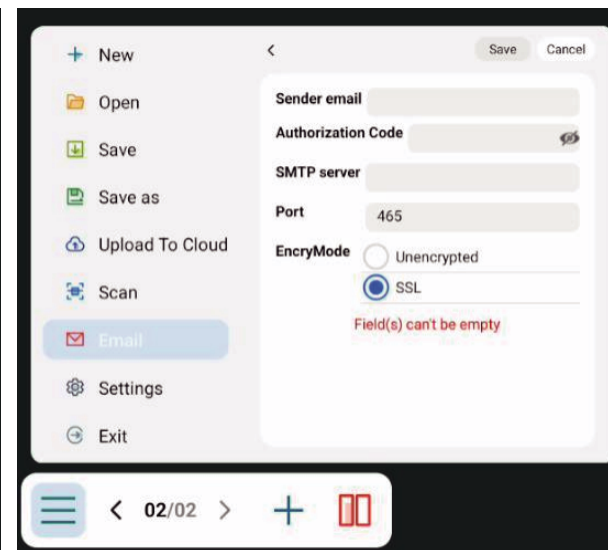 New
Open
Save
Save as
Upload To Cloud
Scan
Email
Settings
Exit
Save Cancel
Sender email
Authorization Code
SMTP server
Port 465
EncryMode Unencrypted
SSL
Field(s) can't be empty
02/02